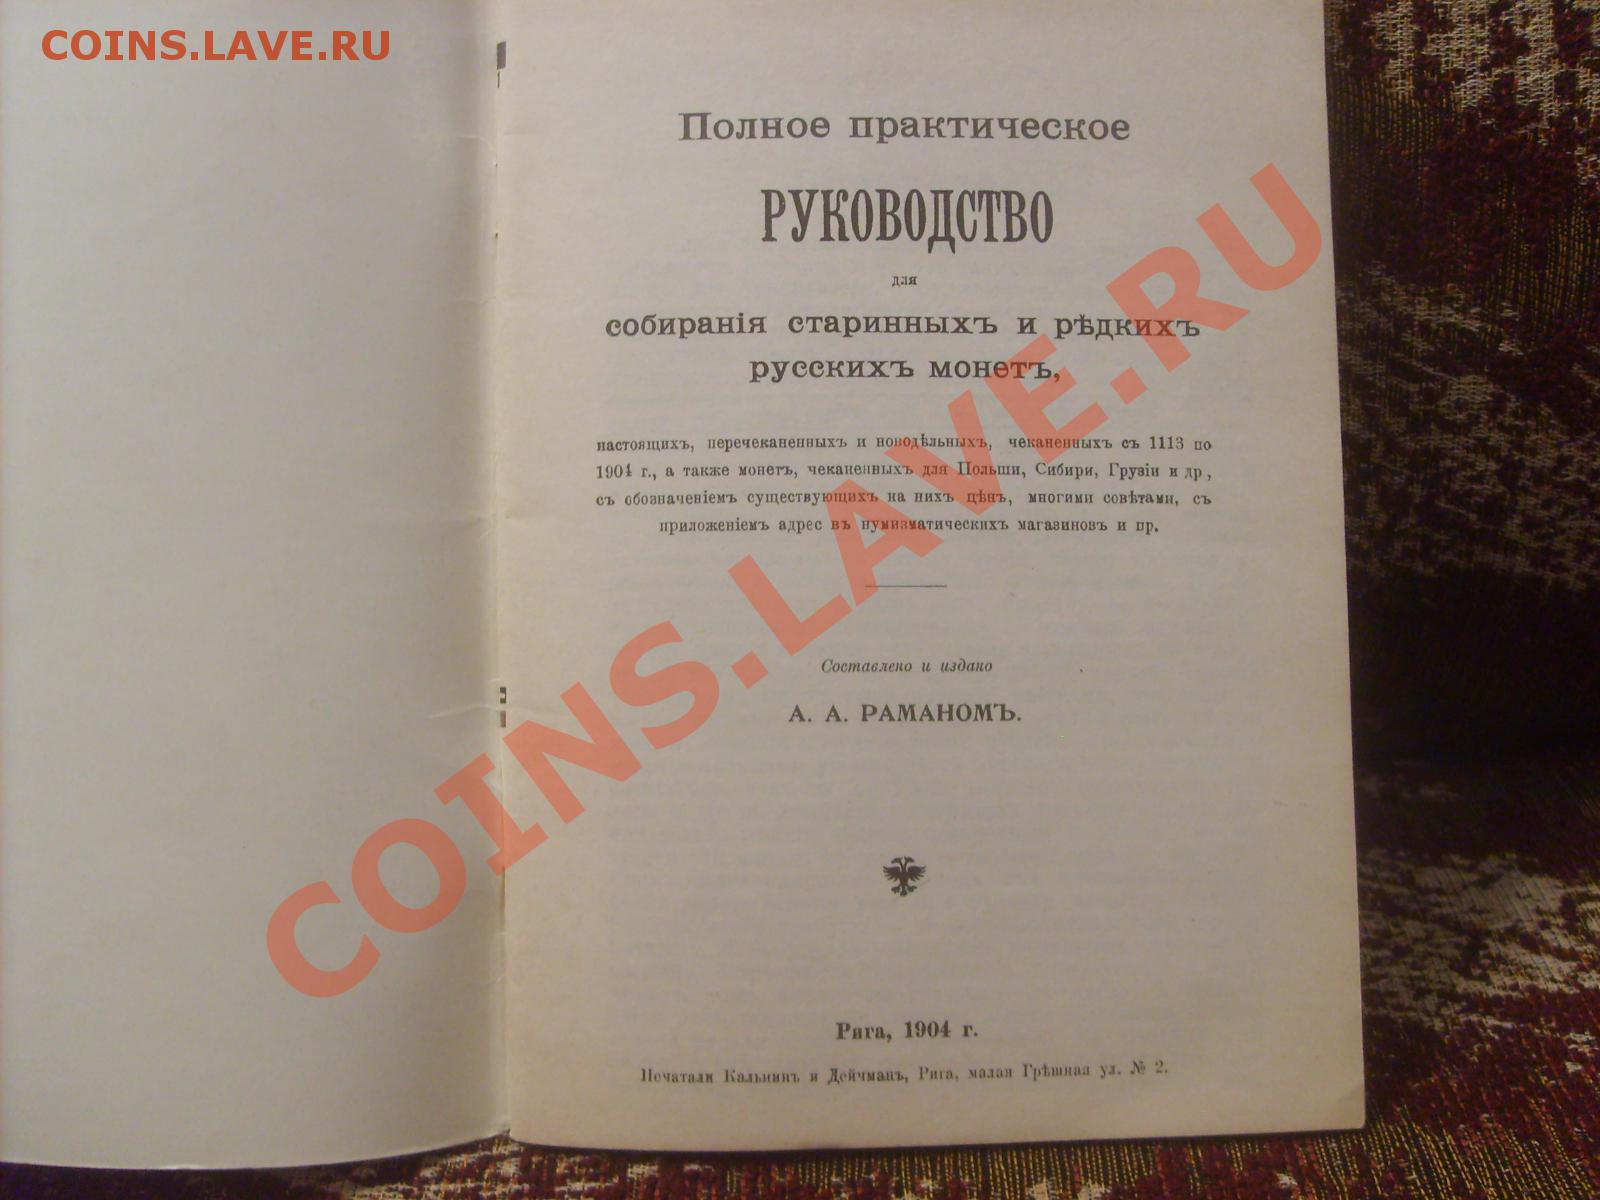 COINS.LAVE.RU
Полное практическое
РУКОВОДСТВО
для
собиранія старинныхъ и рѣдкихъ
русскихъ монетъ,
настоящихъ, перечеканенныхъ и новодѣльныхъ, чеканенныхъ съ 1113 по
1904 г., а также монетъ, чеканенныхъ для Польши, Сибири, Грузіи и др,
съ обозначеніемъ существующихъ на нихъ цѣнъ, многими совѣтами, съ
приложеніемъ адрес въ нумизматическихъ магазиновъ и пр.
Составлено и издано
А. А. РАМАНОМЪ.
Рига, 1904 г.
Печатали Кальнинъ и Дейчманъ, Рига, малая Грѣшная ул. № 2.
COINS.LAVE.RU